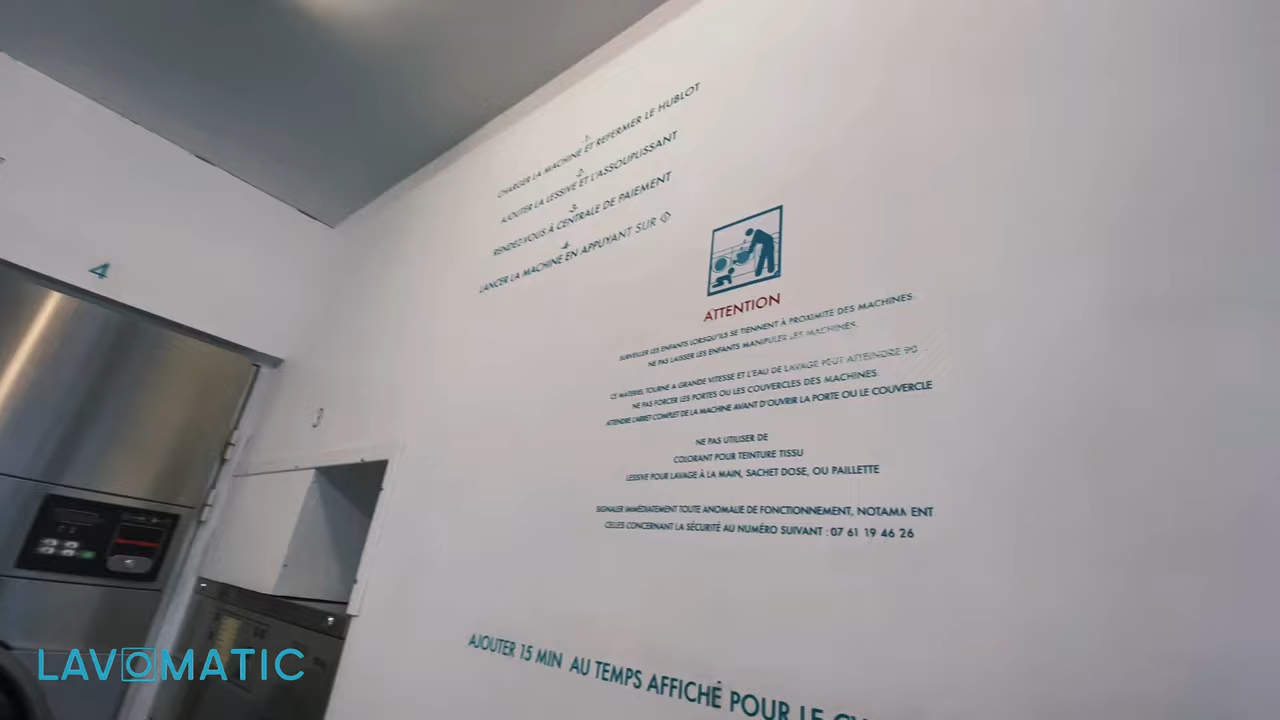 -1-
CHARGER LA MACHINE ET REFERMER LE HUBLOT
-2-
AJOUTER LA LESSIVE ET L'ASSOUPLISSANT
-3-
RENDEZ-VOUS À CENTRALE DE PAIEMENT
-4-
LANCER LA MACHINE EN APPUYANT SUR
4
ATTENTION
SURVEILLER LES ENFANTS LORSQU'ILS SE TIENNENT À PROXIMITE DES MACHINES
NE PAS LAISSER LES ENFANTS MANIPULER LES MACHINES.
CE MATERIEL TOURNE A GRANDE VITESSE ET L'EAU DE LAVAGE PEUT ATTEINDRE 90
NE PAS FORCER LES PORTES OU LES COUVERCLES DES MACHINES.
ATTENDRE L'ARRET COMPLET DE LA MACHINE AVANT D'OUVRIR LA PORTE OU LE COUVERCLE
NE PAS UTILISER DE
COLORANT POUR TEINTURE TISSU
LESSIVE POUR LAVAGE À LA MAIN, SACHET DOSE, OU PAILLETTE
SIGNALER IMMÉDIATEMENT TOUTE ANOMALIE DE FONCTIONNEMENT, NOTAMA ENT
CELLES CONCERNANT LA SÉCURITÉ AU NUMÉRO SUIVANT : 07 61 19 46 26
AJOUTER 15 MIN AU TEMPS AFFICHÉ POUR LE
LAVOMATIC